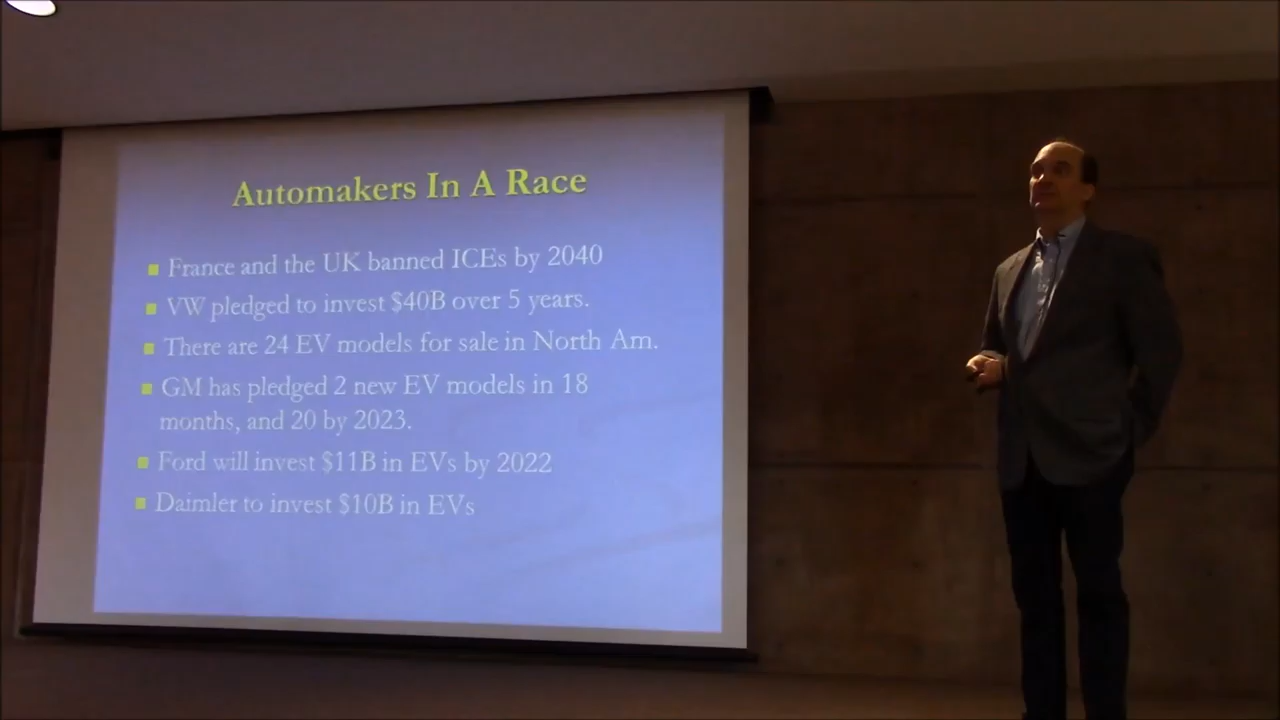 Automakers In A Race
France and the UK banned ICEs by 2040
VW pledged to invest $40B over 5 years.
There are 24 EV models for sale in North Am.
GM has pledged 2 new EV models in 18
months, and 20 by 2023.
Ford will invest $11B in EVs by 2022
Daimler to invest $10B in EVs